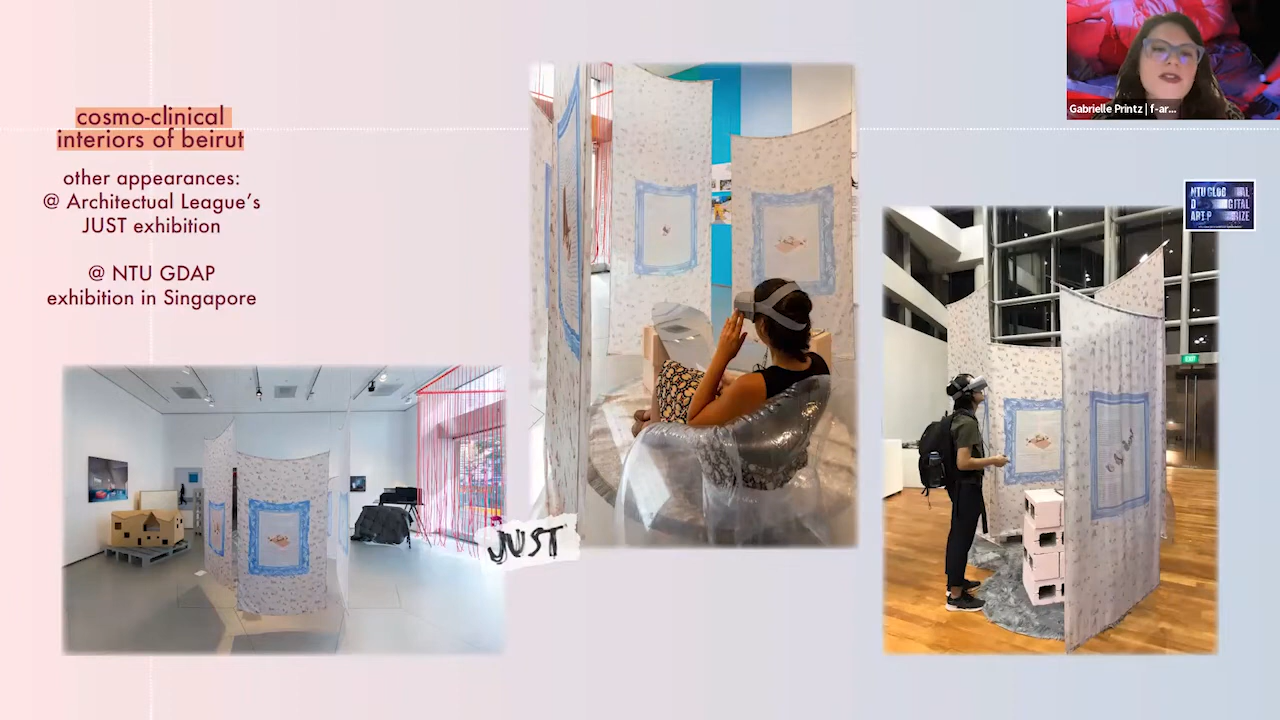 cosmo-clinical
interiors of beirut
other appearances:
@ Architectual League’s
JUST exhibition
@ NTU GDAP
exhibition in Singapore
JUST
Gabrielle Printz | f-ar...
EXIT